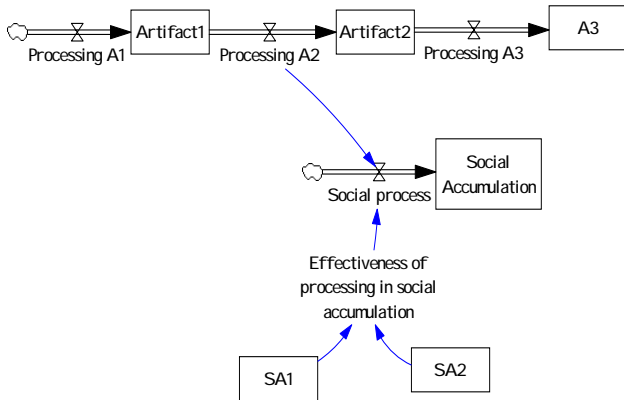 Processing A1
Artifact1
Processing A2
Artifact2
Processing A3
A3
Social process
Social
Accumulation
Effectiveness of
processing in social
accumulation
SA1
SA2